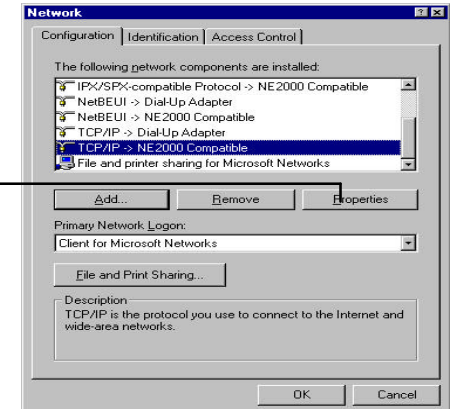 Network
Configuration Identification Access Control
The following network components are installed:
IPX/SPX-compatible Protocol -> NE2000 Compatible
NetBEUI -> Dial-Up Adapter
NetBEUI -> NE2000 Compatible
TCP/IP -> Dial-Up Adapter
TCP/IP -> NE2000 Compatible
File and printer sharing for Microsoft Networks
Add... Remove Properties
Primary Network Logon:
Client for Microsoft Networks
File and Print Sharing...
Description
TCP/IP is the protocol you use to connect to the Internet and
wide-area networks.
OK Cancel